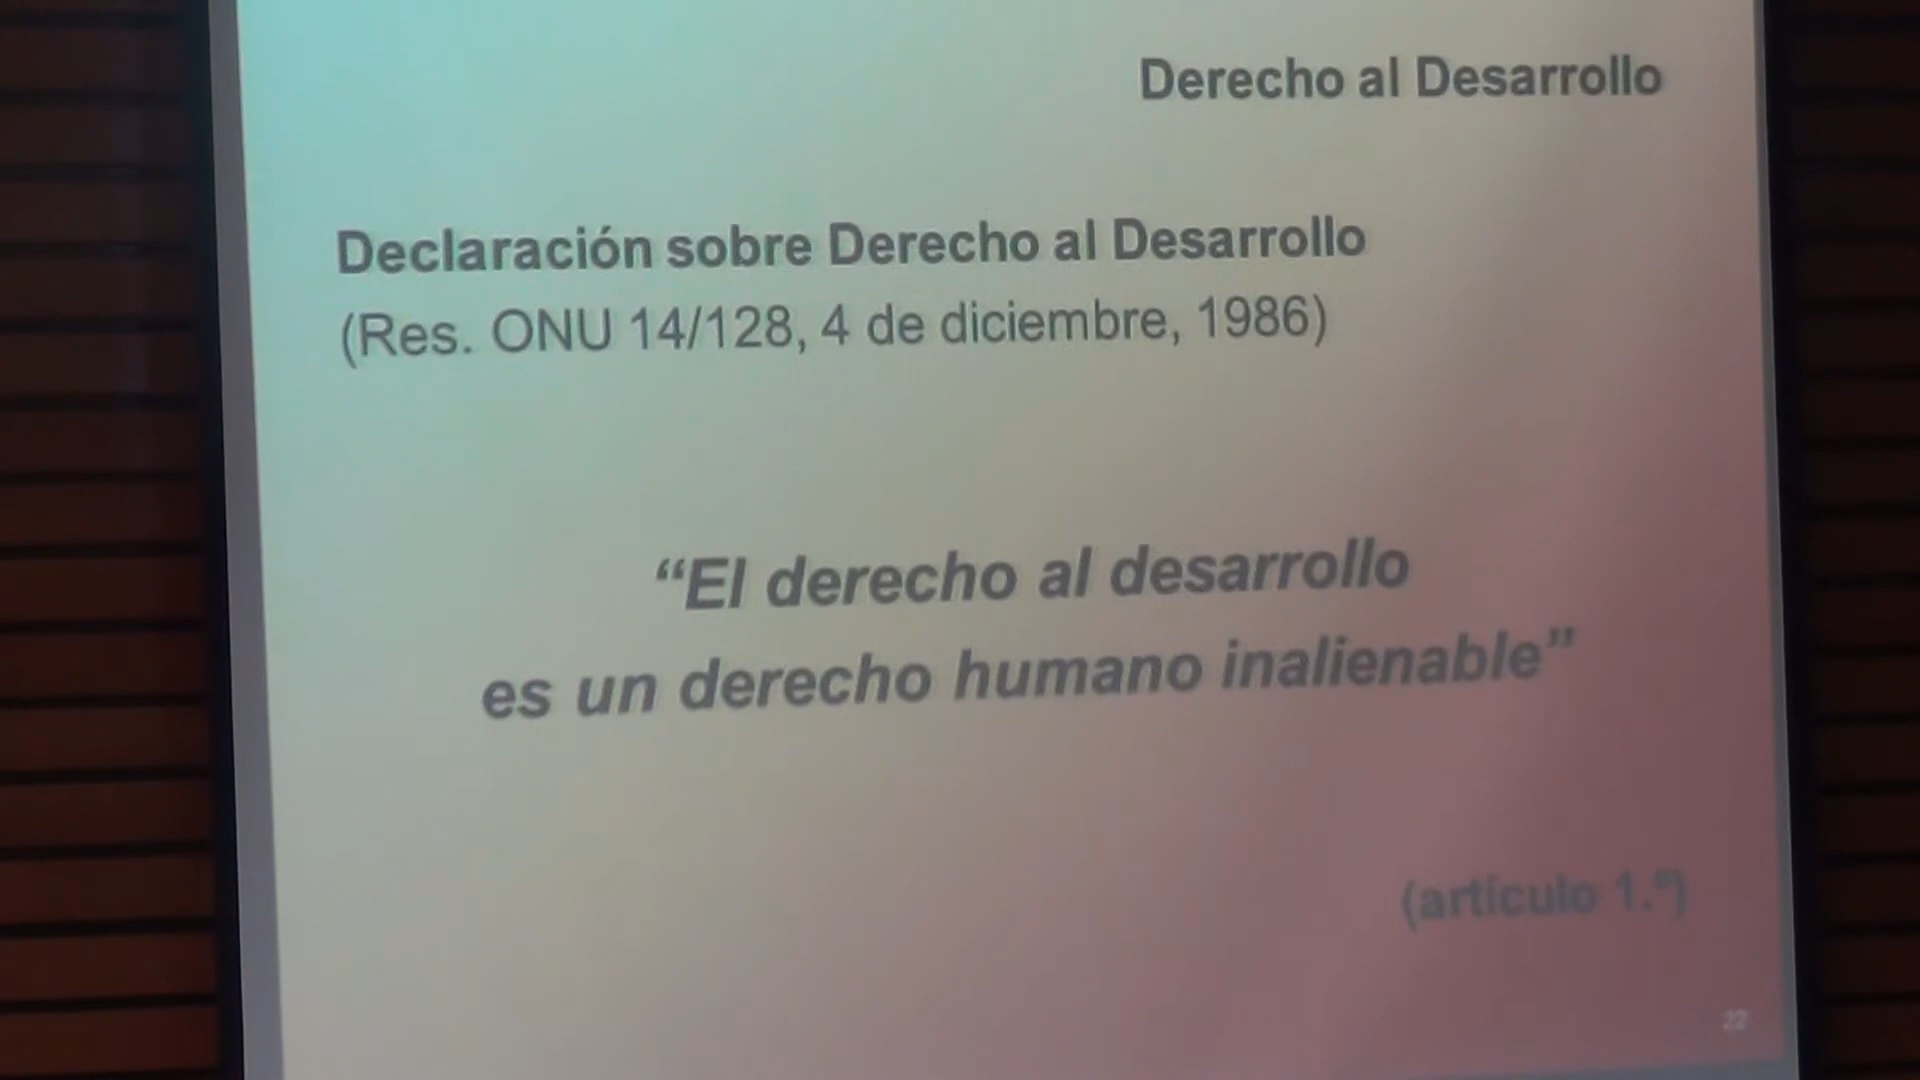 Derecho al Desarrollo
Declaración sobre Derecho al Desarrollo
(Res. ONU 14/128, 4 de diciembre, 1986)
“El derecho al desarrollo
es un derecho humano inalienable”
(artículo 1.º)
22